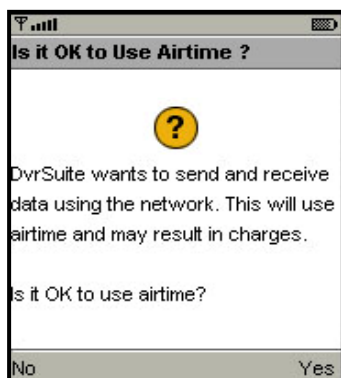 Is it OK to Use Airtime ?
?
DvrSuite wants to send and receive
data using the network. This will use
airtime and may result in charges.
Is it OK to use airtime?
No Yes